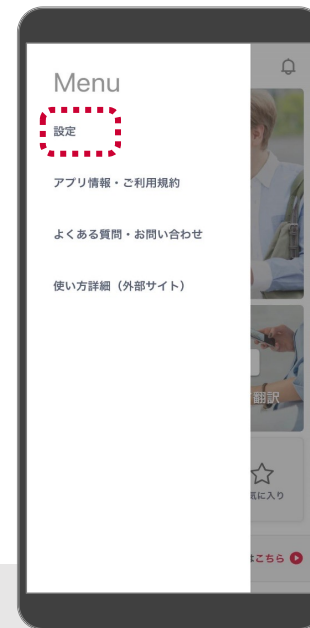 Menu
設定
アプリ情報・ご利用規約
よくある質問・お問い合わせ
使い方詳細（外部サイト）
翻訳
気に入り
はこちら